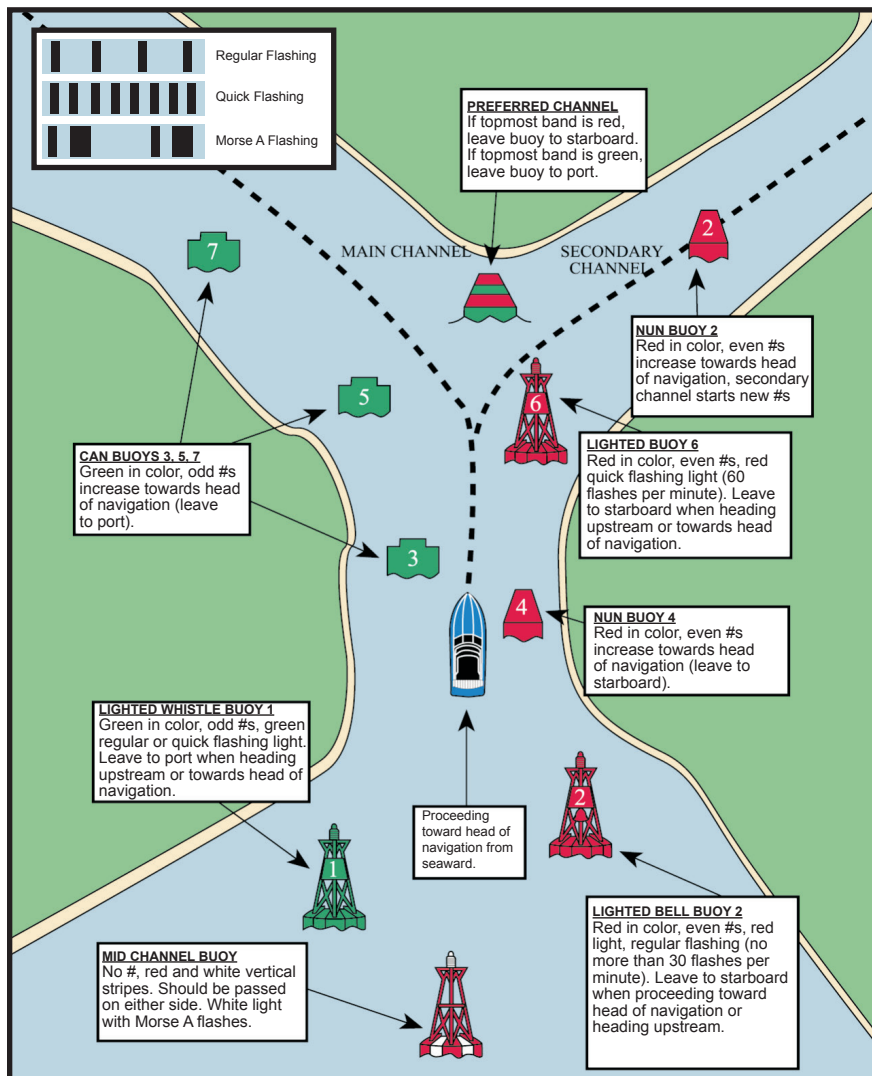 Regular Flashing
Quick Flashing
Morse A Flashing
PREFERRED CHANNEL
If topmost band is red,
leave buoy to starboard.
If topmost band is green,
leave buoy to port.
7
MAIN CHANNEL
SECONDARY
CHANNEL
2
NUN BUOY 2
Red in color, even #s
increase towards head
of navigation, secondary
channel starts new #s
5
6
CAN BUOYS 3, 5, 7
Green in color, odd #s
increase towards head
of navigation (leave
to port).
LIGHTED BUOY 6
Red in color, even #s, red
quick flashing light (60
flashes per minute). Leave
to starboard when heading
upstream or towards head
of navigation.
3
4
NUN BUOY 4
Red in color, even #s
increase towards head
of navigation (leave to
starboard).
LIGHTED WHISTLE BUOY 1
Green in color, odd #s, green
regular or quick flashing light.
Leave to port when heading
upstream or towards head of
navigation.
Proceeding
toward head of
navigation from
seaward.
2
1
LIGHTED BELL BUOY 2
Red in color, even #s, red
light, regular flashing (no
more than 30 flashes per
minute). Leave to starboard
when proceeding toward
head of navigation or
heading upstream.
MID CHANNEL BUOY
No #, red and white vertical
stripes. Should be passed
on either side. White light
with Morse A flashes.